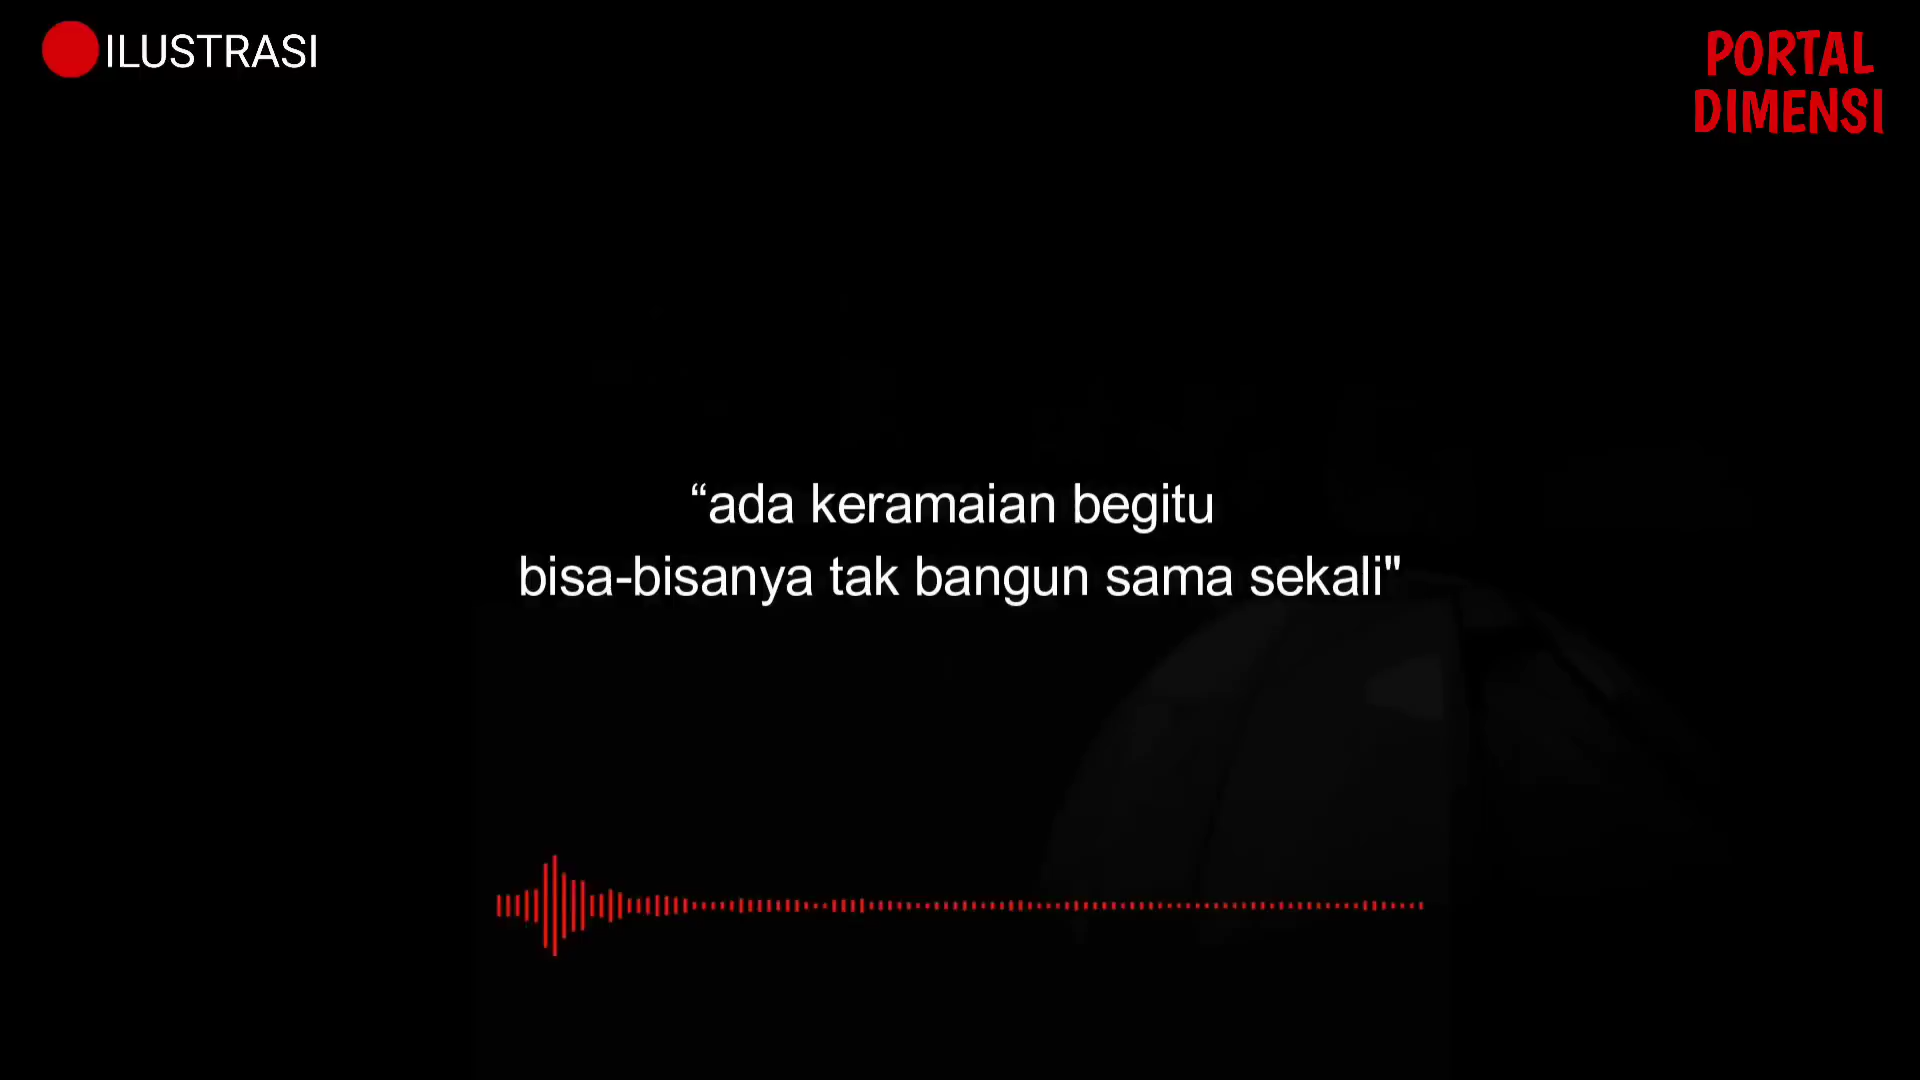 ILUSTRASI
PORTAL
DIMENSI
“ada keramaian begitu
bisa-bisanya tak bangun sama sekali"